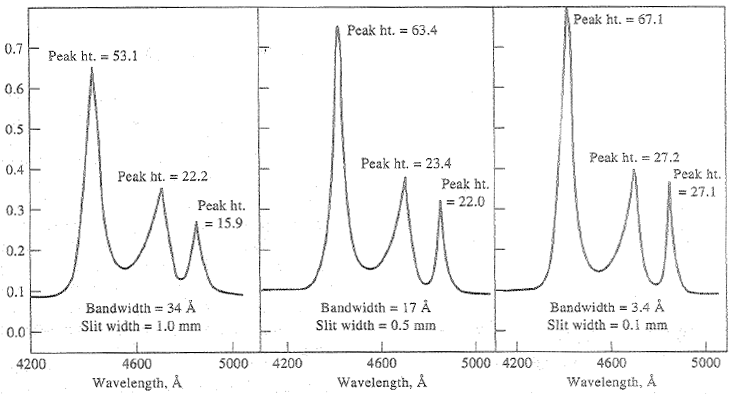 0.7
0.6
0.5
0.4
0.3
0.2
0.1
0.0
Peak ht. = 53.1
Peak ht. = 22.2
Peak ht.
= 15.9
Bandwidth = 34 Å
Slit width = 1.0 mm
4200
4600
5000
Wavelength, Å
Peak ht. = 63.4
Peak ht. = 23.4
Peak ht.
= 22.0
Bandwidth = 17 Å
Slit width = 0.5 mm
4200
4600
5000
Wavelength, Å
Peak ht. = 67.1
Peak ht. = 27.2
Peak ht.
= 27.1
Bandwidth = 3.4 Å
Slit width = 0.1 mm
4200
4600
5000
Wavelength, Å